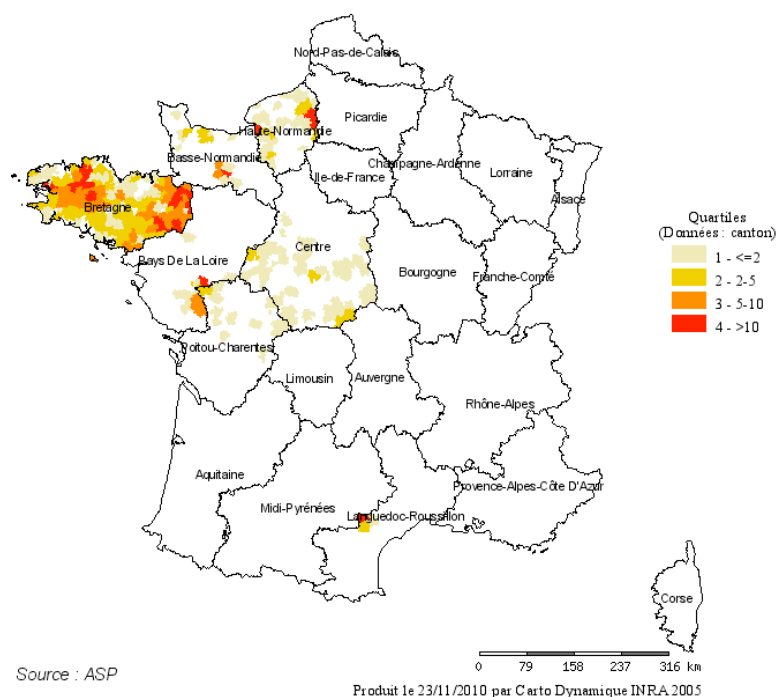 Nord-Pas-de-Calais
Picardie
Haute-Normandie
Basse-Normandie
Champagne-Ardenne
Ile-de-France
Lorraine
Alsace
Bretagne
Quartiles
(Données : canton)
1 - <=2
2 - 2-5
3 - 5-10
4 - >10
Centre
Pays De La Loire
Bourgogne
Franche-Comté
Poitou-Charentes
Limousin
Auvergne
Rhône-Alpes
Aquitaine
Midi-Pyrénées
Languedoc-Roussillon
Provence-Alpes-Côte D'Azur
Corse
0 79 158 237 316 km
Source : ASP
Produit le 23/11/2010 par Carto Dynamique INRA 2005